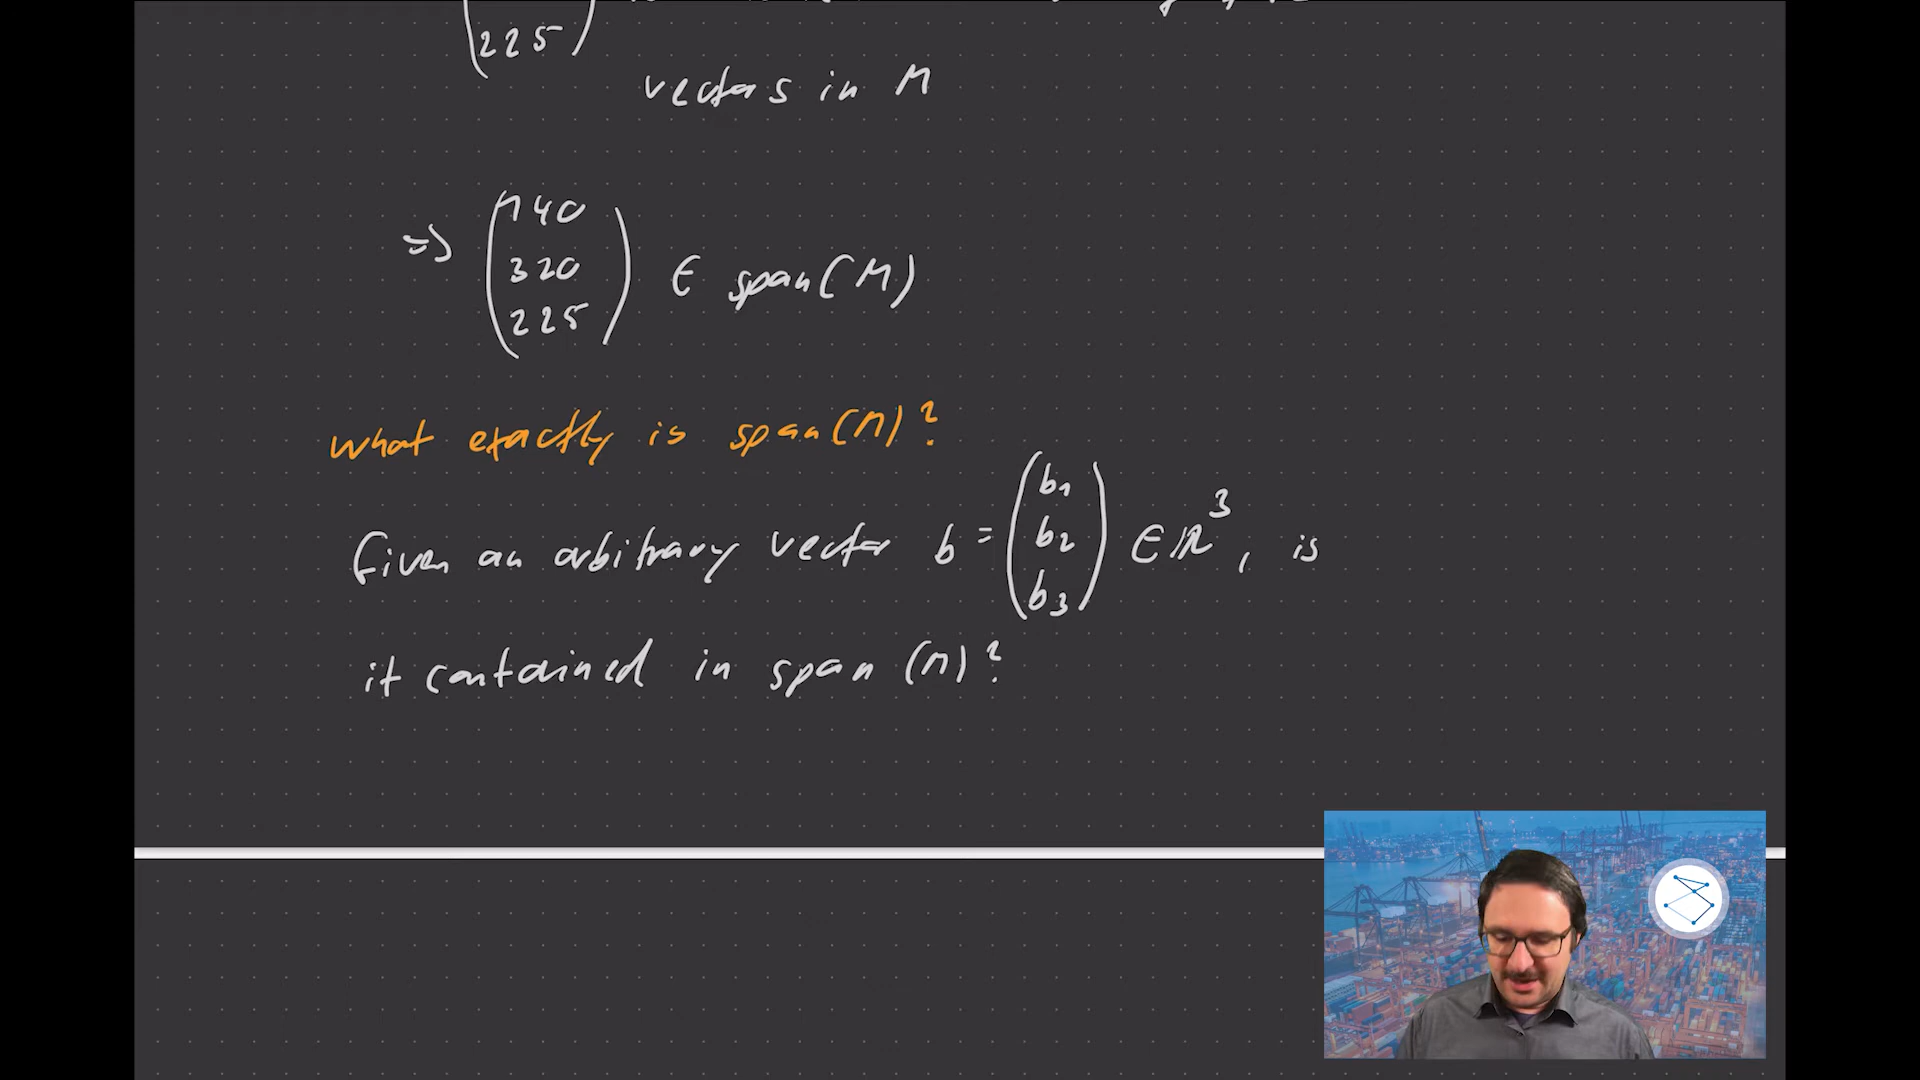 225
vectors in M
=> (140
320 ∈ span(M)
225)
what exactly is span(M)?
Given an arbitrary vector b = (b1 b2 b3) ∈ ℝ^3, is
it contained in span (M)?